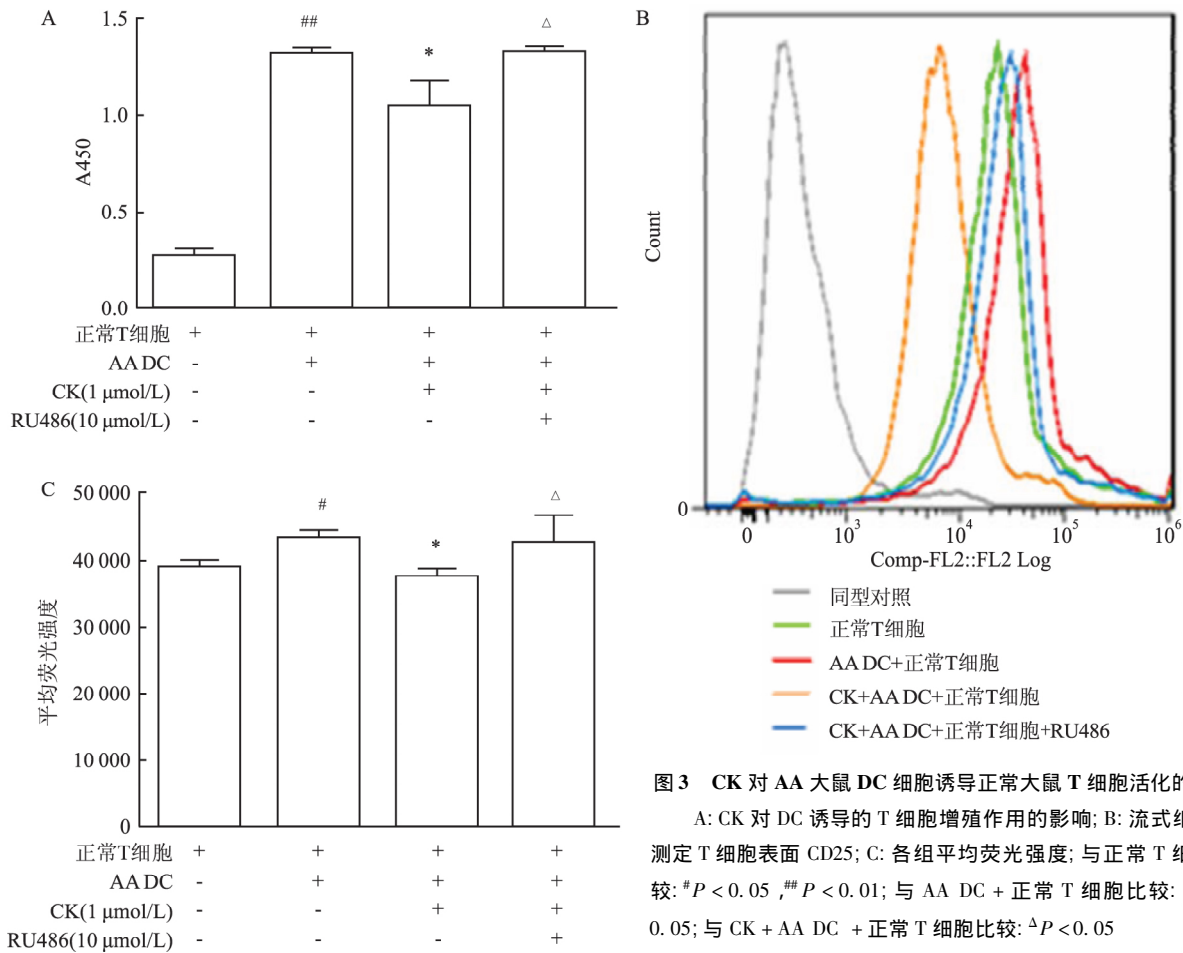 A
1.5
##
*
△
1.0
A450
0.5
0.0
正常T细胞 + + + +
AA DC - + + +
CK(1 μmol/L) - - + +
RU486(10 μmol/L) - - - +
B
Count
0
0 10³ 10⁴ 10⁵ 10⁶
Comp-FL2::FL2 Log
同型对照
正常T细胞
AA DC+正常T细胞
CK+AA DC+正常T细胞
CK+AA DC+正常T细胞+RU486
C
50 000
#
*
△
40 000
30 000
平均荧光强度
20 000
10 000
0
正常T细胞 + + + +
AA DC - + + +
CK(1 μmol/L) - - + +
RU486(10 μmol/L) - - - +
图 3 CK 对 AA 大鼠 DC 细胞诱导正常大鼠 T 细胞活化的
A: CK 对 DC 诱导的 T 细胞增殖作用的影响; B: 流式细
测定 T 细胞表面 CD25; C: 各组平均荧光强度; 与正常 T 细
较: #P < 0. 05 ,##P < 0. 01; 与 AA DC + 正常 T 细胞比较:
0. 05; 与 CK + AA DC + 正常 T 细胞比较: △P < 0. 05